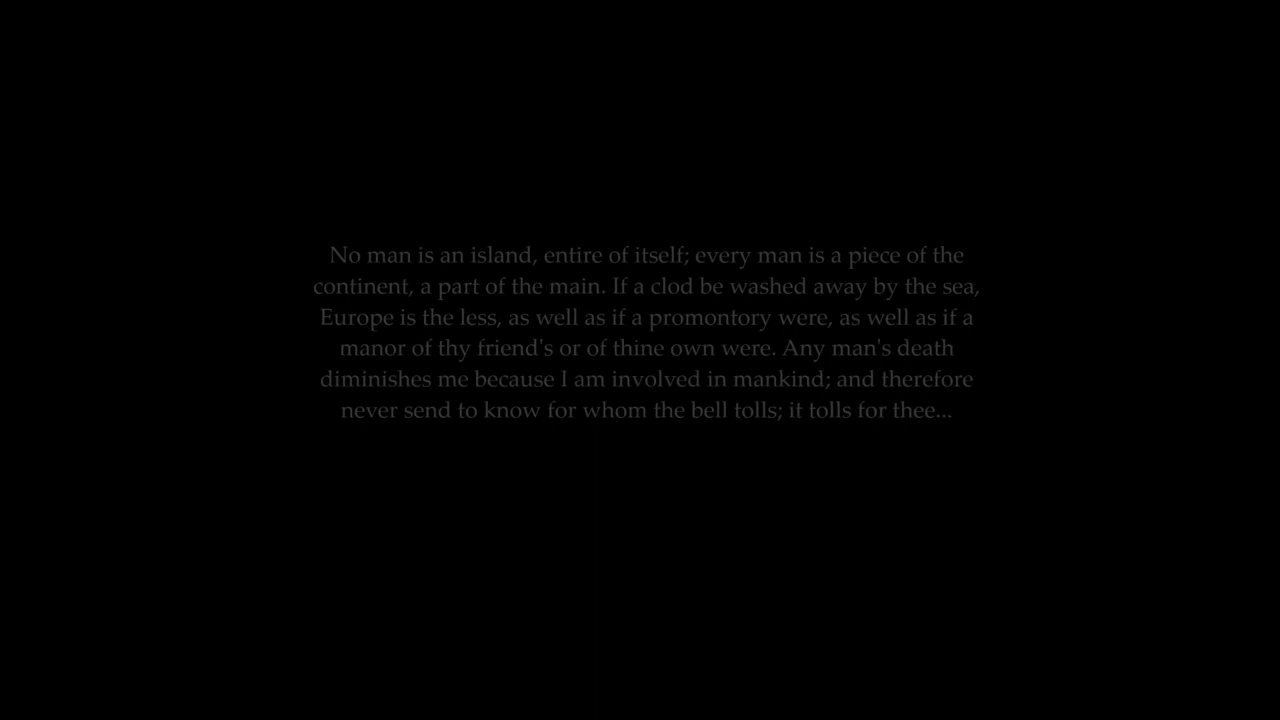 No man is an island, entire of itself; every man is a piece of the
continent, a part of the main. If a clod be washed away by the sea,
Europe is the less, as well as if a promontory were, as well as if a
manor of thy friend's or of thine own were. Any man's death
diminishes me because I am involved in mankind; and therefore
never send to know for whom the bell tolls; it tolls for thee...